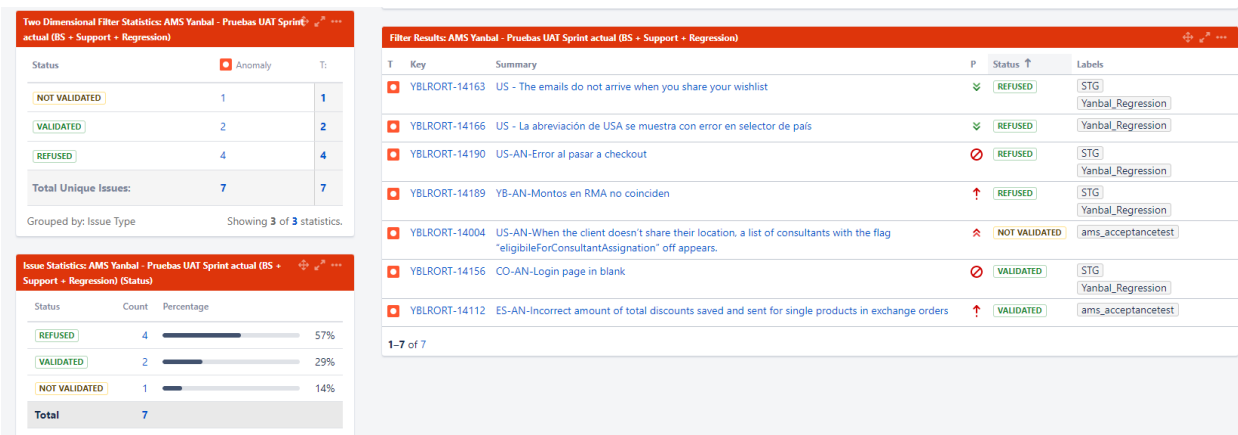 Two Dimensional Filter Statistics: AMS Yanbal - Pruebas UAT Sprint
actual (BS + Support + Regression)
Status Anomaly T:
NOT VALIDATED 1 1
VALIDATED 2 2
REFUSED 4 4
Total Unique Issues: 7 7
Grouped by: Issue Type Showing 3 of 3 statistics.
Issue Statistics: AMS Yanbal - Pruebas UAT Sprint actual (BS +
Support + Regression) (Status)
Status Count Percentage
REFUSED 4 57%
VALIDATED 2 29%
NOT VALIDATED 1 14%
Total 7
Filter Results: AMS Yanbal - Pruebas UAT Sprint actual (BS + Support + Regression)
T Key Summary P Status ↑ Labels
YBLRORT-14163 US - The emails do not arrive when you share your wishlist REFUSED STG
Yanbal_Regression
YBLRORT-14166 US - La abreviación de USA se muestra con error en selector de país REFUSED Yanbal_Regression
YBLRORT-14190 US-AN-Error al pasar a checkout REFUSED STG
Yanbal_Regression
YBLRORT-14189 YB-AN-Montos en RMA no coinciden REFUSED STG
Yanbal_Regression
YBLRORT-14004 US-AN-When the client doesn't share their location, a list of consultants with the flag NOT VALIDATED ams_acceptancetest
"eligibileForConsultantAssignation" off appears.
YBLRORT-14156 CO-AN-Login page in blank VALIDATED STG
Yanbal_Regression
YBLRORT-14112 ES-AN-Incorrect amount of total discounts saved and sent for single products in exchange orders VALIDATED ams_acceptancetest
1–7 of 7